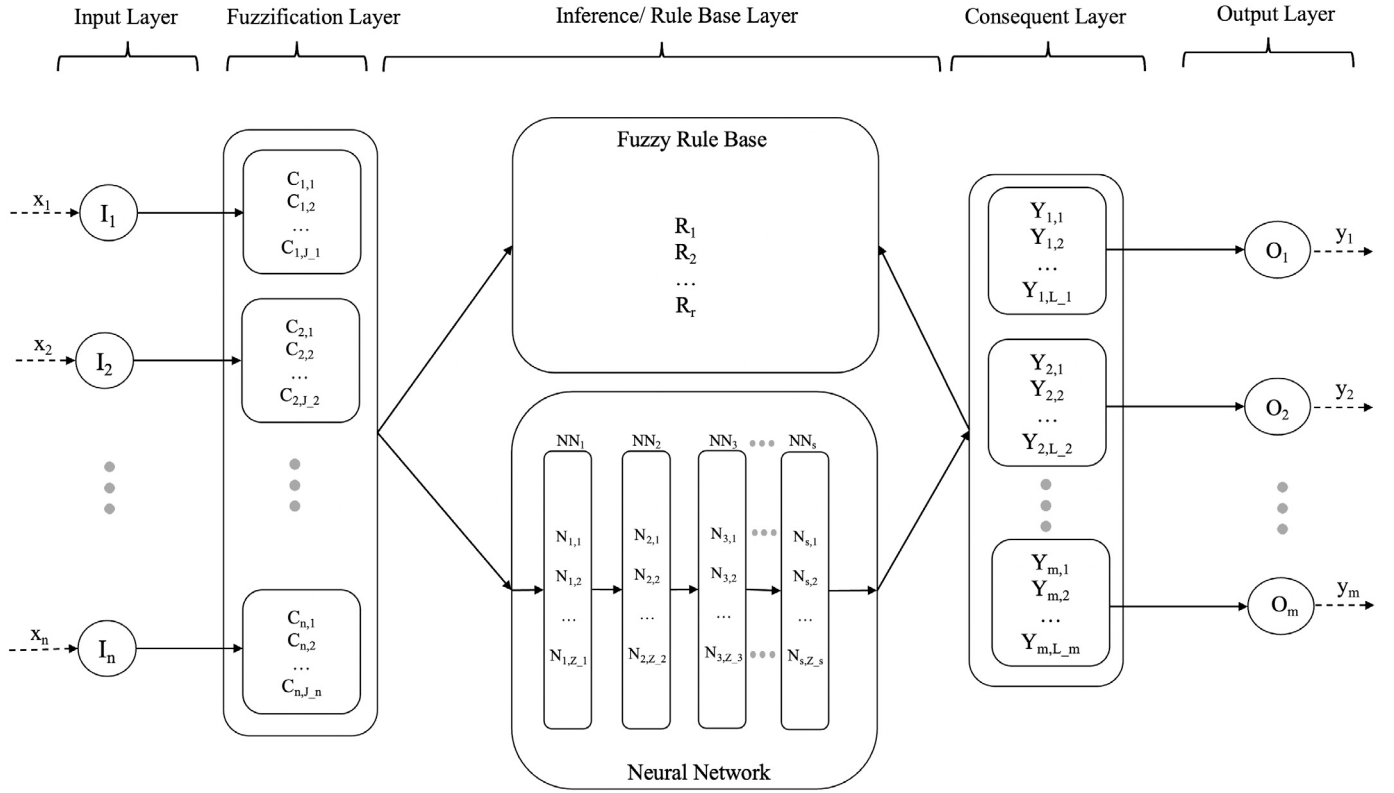 Input Layer
Fuzzification Layer
Inference/ Rule Base Layer
Consequent Layer
Output Layer
x₁
I₁
x₂
I₂
xₙ
Iₙ
C₁,₁
C₁,₂
...
C₁,J_₁
C₂,₁
C₂,₂
...
C₂,J_₂
Cₙ,₁
Cₙ,₂
...
Cₙ,J_ₙ
Fuzzy Rule Base
R₁
R₂
...
Rᵣ
NN₁ NN₂ NN₃ NNₛ
N₁,₁ N₂,₁ N₃,₁ Nₛ,₁
N₁,₂ N₂,₂ N₃,₂ Nₛ,₂
... ... ... ...
N₁,Z_₁ N₂,Z_₂ N₃,Z_₃ Nₛ,Z_ₛ
Neural Network
Y₁,₁
Y₁,₂
...
Y₁,L_₁
Y₂,₁
Y₂,₂
...
Y₂,L_₂
Yₘ,₁
Yₘ,₂
...
Yₘ,L_ₘ
O₁
y₁
O₂
y₂
Oₘ
yₘ